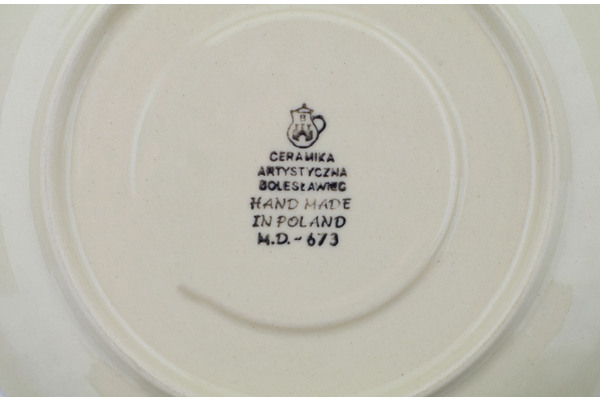 B
CERAMIKA
ARTYSTYCZNA
BOLESŁAWIEC
HAND MADE
IN POLAND
M.D. - 673